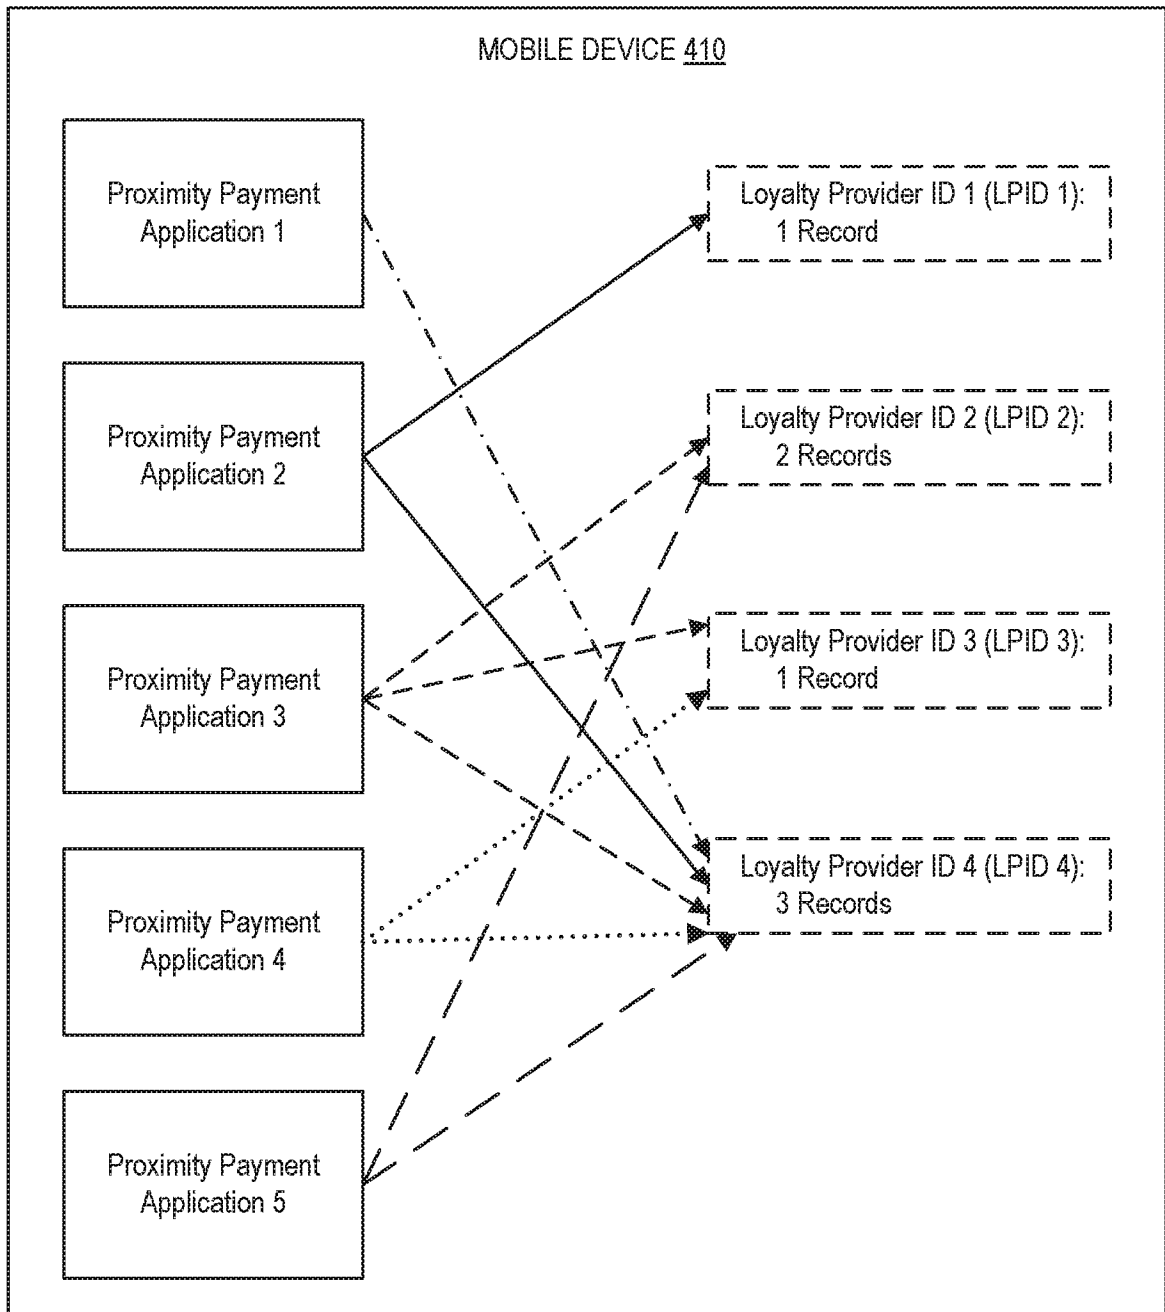 MOBILE DEVICE 410
Proximity Payment
Application 1
Loyalty Provider ID 1 (LPID 1):
1 Record
Proximity Payment
Application 2
Loyalty Provider ID 2 (LPID 2):
2 Records
Proximity Payment
Application 3
Loyalty Provider ID 3 (LPID 3):
1 Record
Proximity Payment
Application 4
Loyalty Provider ID 4 (LPID 4):
3 Records
Proximity Payment
Application 5